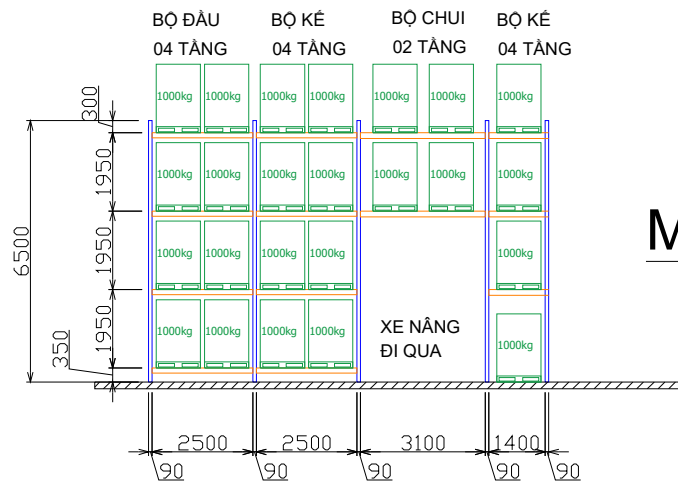 BỘ ĐẦU
04 TẦNG
BỘ KẾ
04 TẦNG
BỘ CHUI
02 TẦNG
BỘ KẾ
04 TẦNG
1000kg 1000kg 1000kg 1000kg 1000kg 1000kg 1000kg
1000kg 1000kg 1000kg 1000kg 1000kg 1000kg 1000kg
1000kg 1000kg 1000kg 1000kg 1000kg
1000kg 1000kg 1000kg 1000kg 1000kg
XE NÂNG
ĐI QUA
M
300
1950
1950
1950
350
6500
2500 2500 3100 1400
90 90 90 90 90